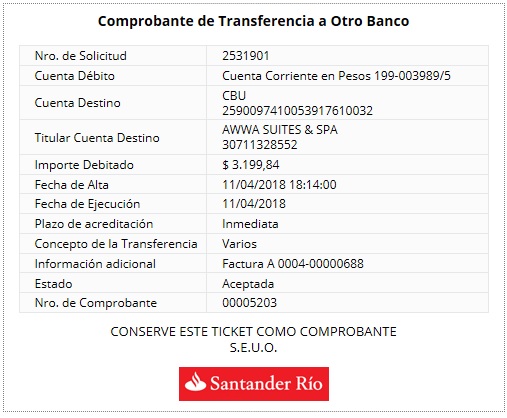 Comprobante de Transferencia a Otro Banco
Nro. de Solicitud 2531901
Cuenta Débito Cuenta Corriente en Pesos 199-003989/5
Cuenta Destino CBU
2590097410053917610032
Titular Cuenta Destino AWWA SUITES & SPA
30711328552
Importe Debitado $ 3.199,84
Fecha de Alta 11/04/2018 18:14:00
Fecha de Ejecución 11/04/2018
Plazo de acreditación Inmediata
Concepto de la Transferencia Varios
Información adicional Factura A 0004-00000688
Estado Aceptada
Nro. de Comprobante 00005203
CONSERVE ESTE TICKET COMO COMPROBANTE
S.E.U.O.
Santander Río